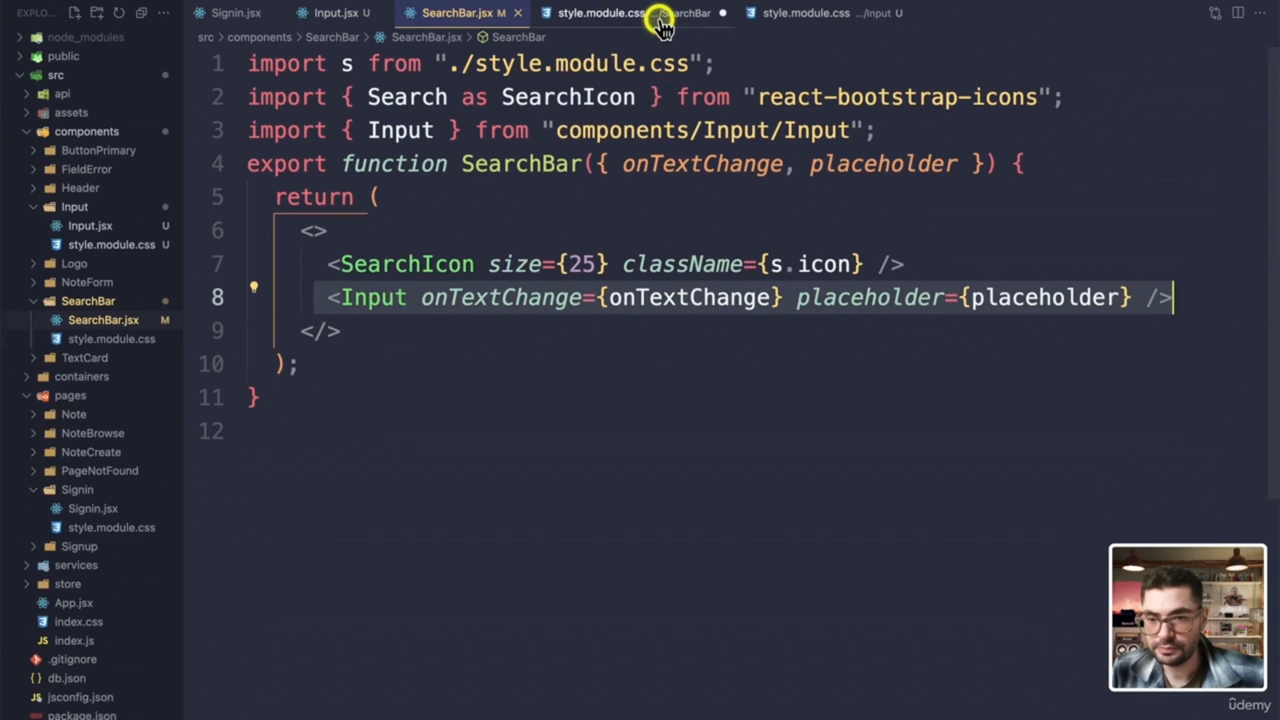 EXPLO...
Signin.jsx
Input.jsx U
SearchBar.jsx M
style.module.css .../SearchBar
style.module.css .../Input U
src > components > SearchBar > SearchBar.jsx > SearchBar
node_modules
public
src
api
assets
components
ButtonPrimary
FieldError
Header
Input
Input.jsx U
style.module.css U
Logo
NoteForm
SearchBar
SearchBar.jsx M
style.module.css
TextCard
containers
pages
Note
NoteBrowse
NoteCreate
PageNotFound
Signin
Signin.jsx
style.module.css
Signup
services
store
App.jsx
index.css
JS index.js
.gitignore
db.json
jsconfig.json
package.json
1 import s from "./style.module.css";
2 import { Search as SearchIcon } from "react-bootstrap-icons";
3 import { Input } from "components/Input/Input";
4 export function SearchBar({ onTextChange, placeholder }) {
5 return (
6 <>
7 <SearchIcon size={25} className={s.icon} />
8 <Input onTextChange={onTextChange} placeholder={placeholder} />
9 </>
10 );
11 }
12
udemy